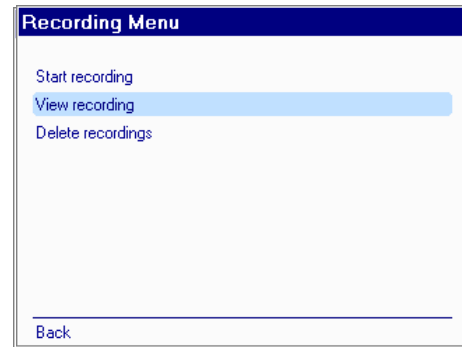 Recording Menu
Start recording
View recording
Delete recordings
Back